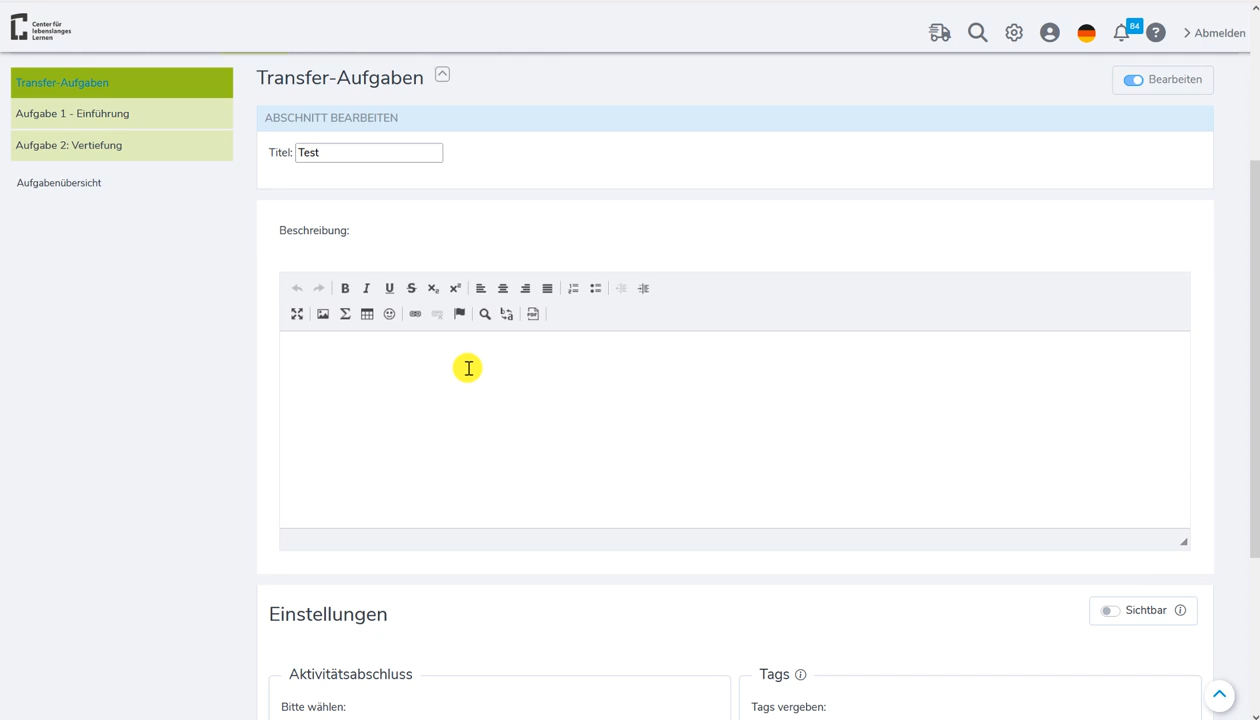 Center für
lebenslanges
Lernen
84
Abmelden
Transfer-Aufgaben
Aufgabe 1 - Einführung
Aufgabe 2: Vertiefung
Aufgabenübersicht
Transfer-Aufgaben
Bearbeiten
ABSCHNITT BEARBEITEN
Titel: Test
Beschreibung:
Einstellungen
Sichtbar
Aktivitätsabschluss
Tags
Bitte wählen:
Tags vergeben: